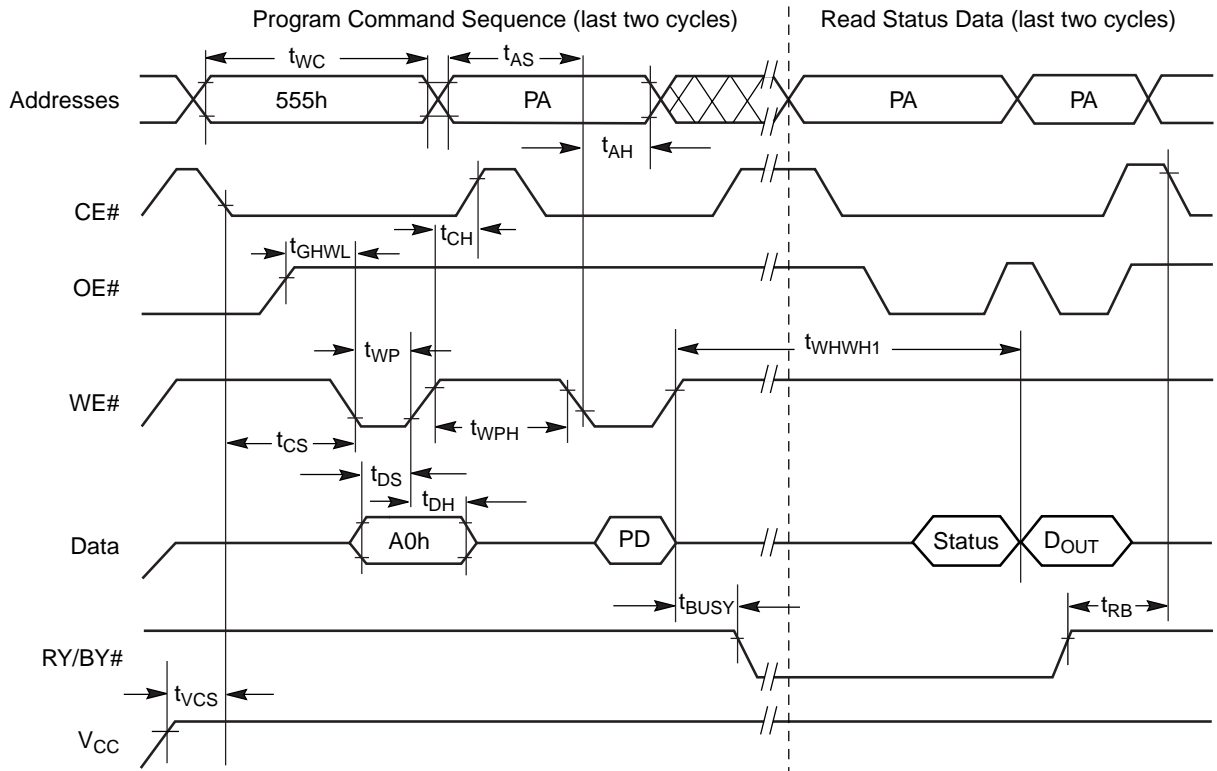 Program Command Sequence (last two cycles) Read Status Data (last two cycles)
tWC tAS
Addresses 555h PA PA PA
tAH
CE#
tGHWL tCH
OE#
tWP tWHWH1
WE#
tCS tWPH
tDS
tDH
Data A0h PD Status DOUT
tBUSY tRB
RY/BY#
tVCS
VCC